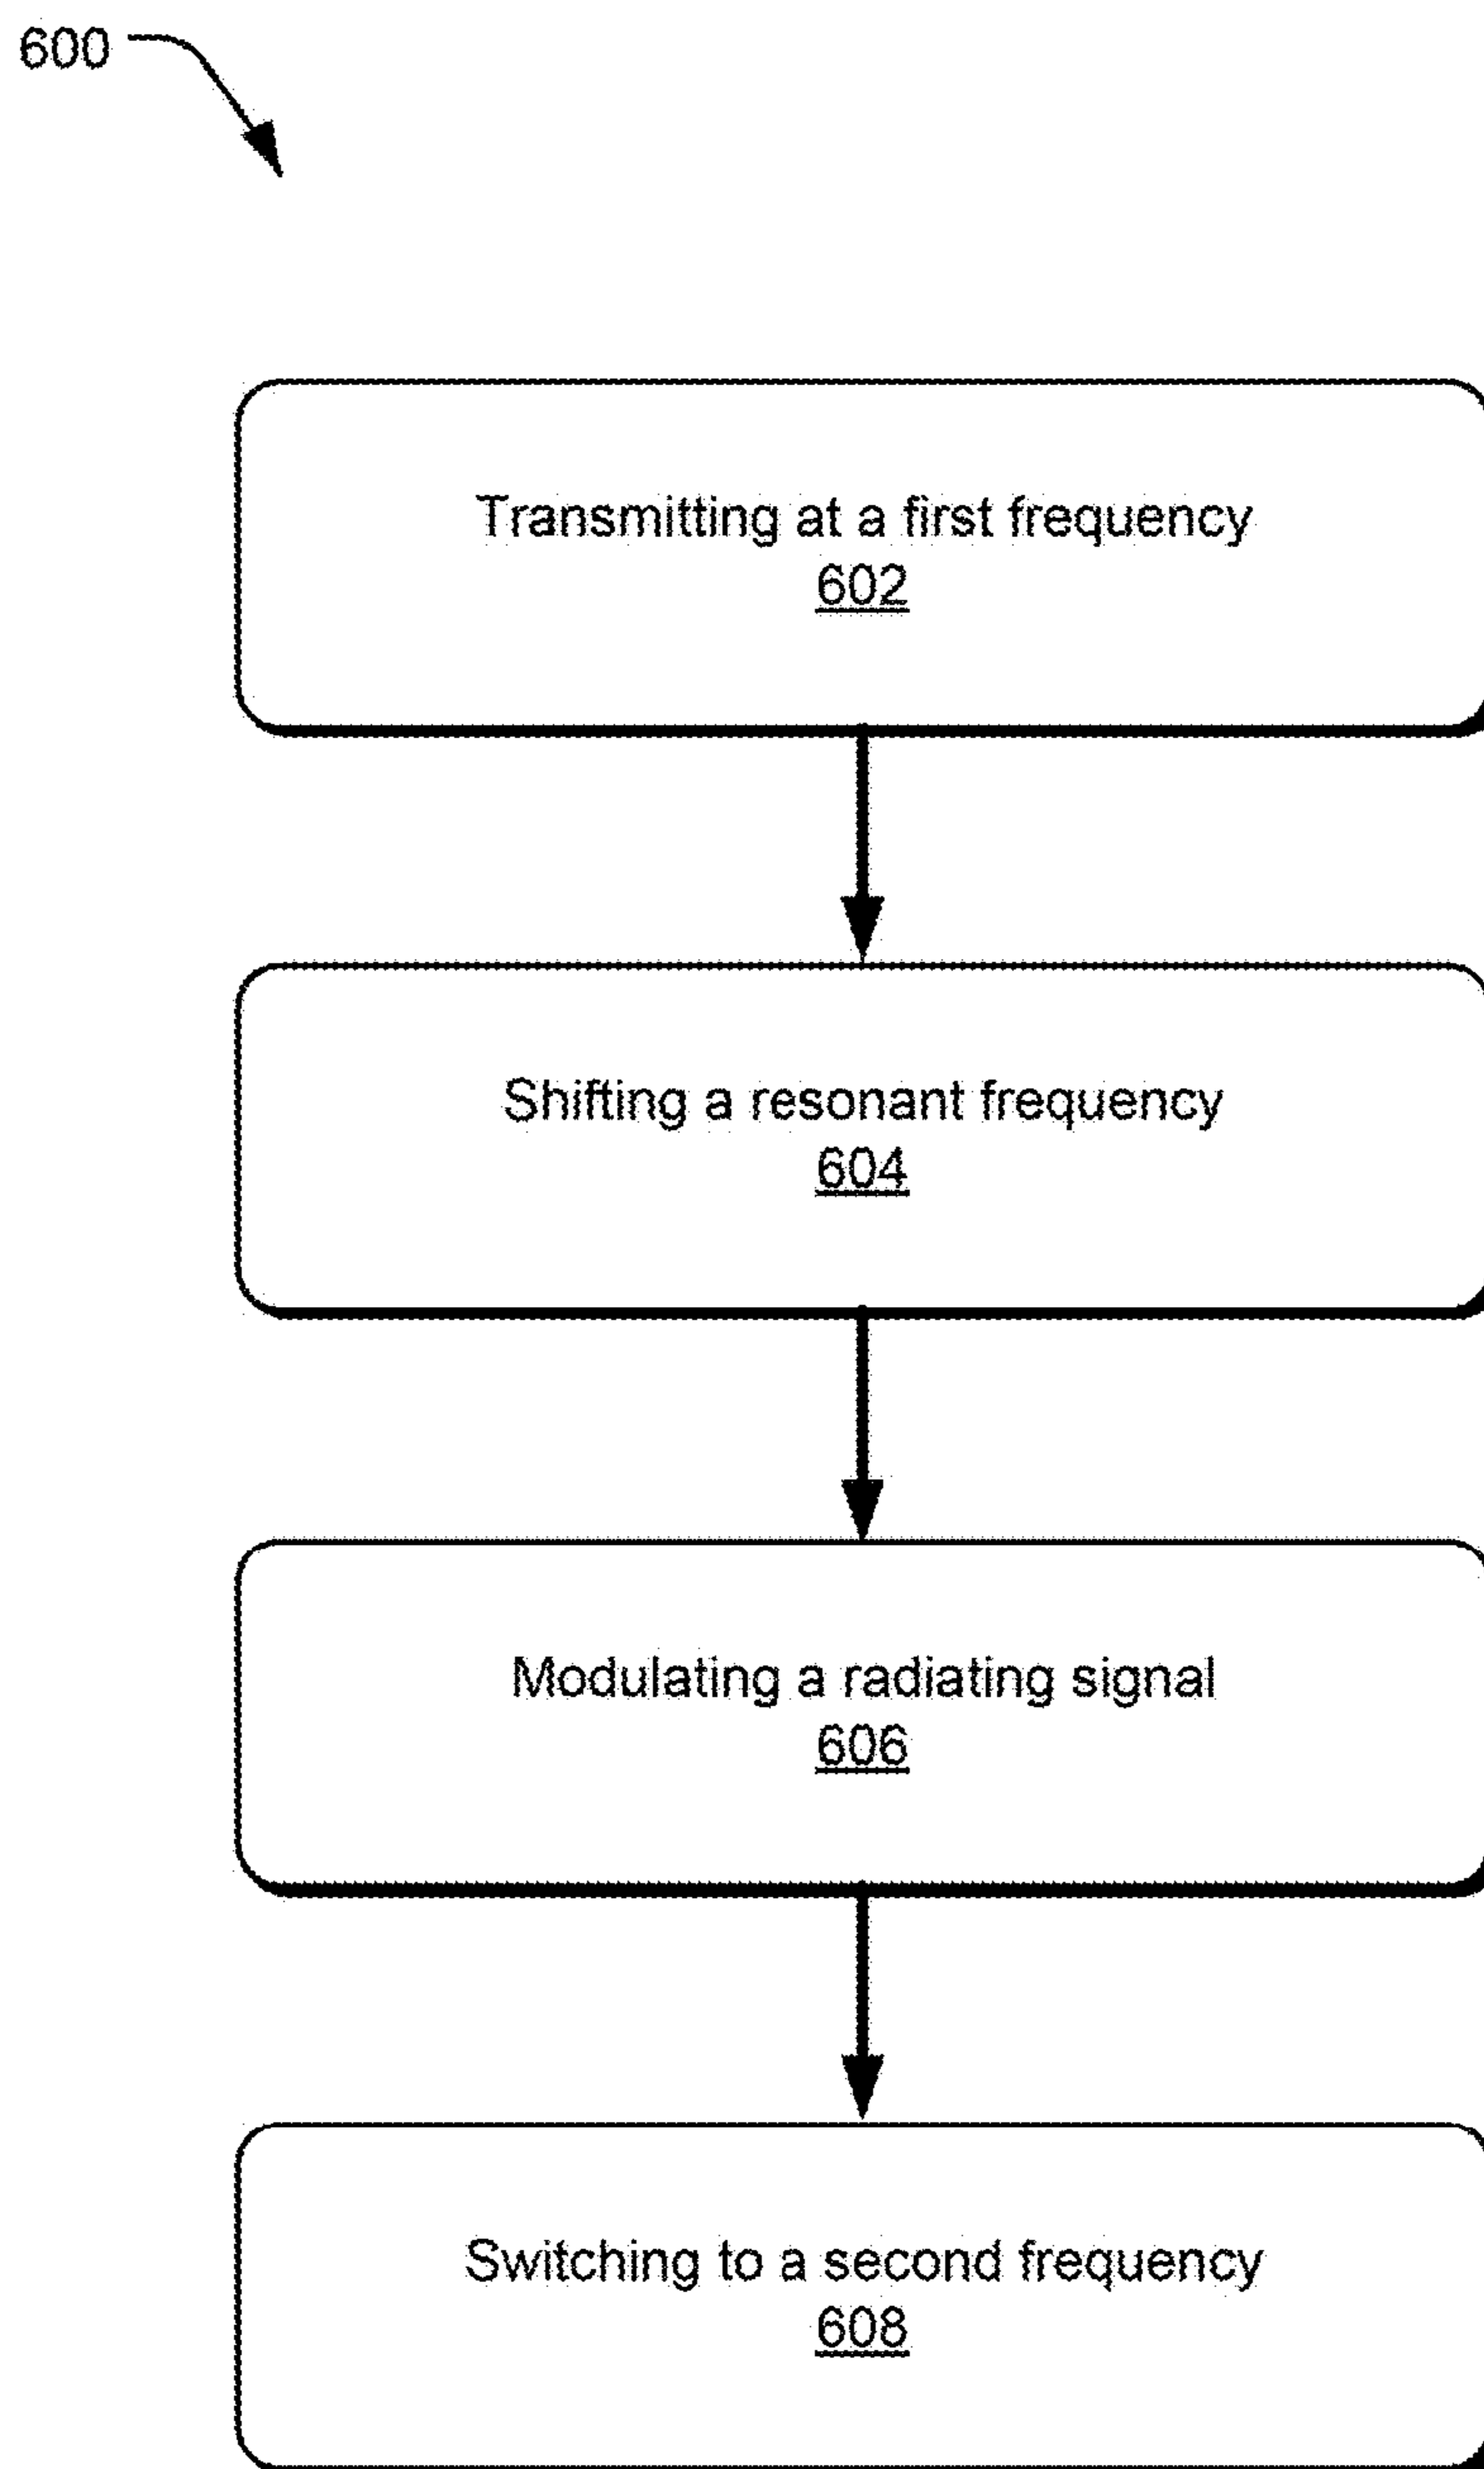 600
Transmitting at a first frequency
602
Shifting a resonant frequency
604
Modulating a radiating signal
606
Switching to a second frequency
608